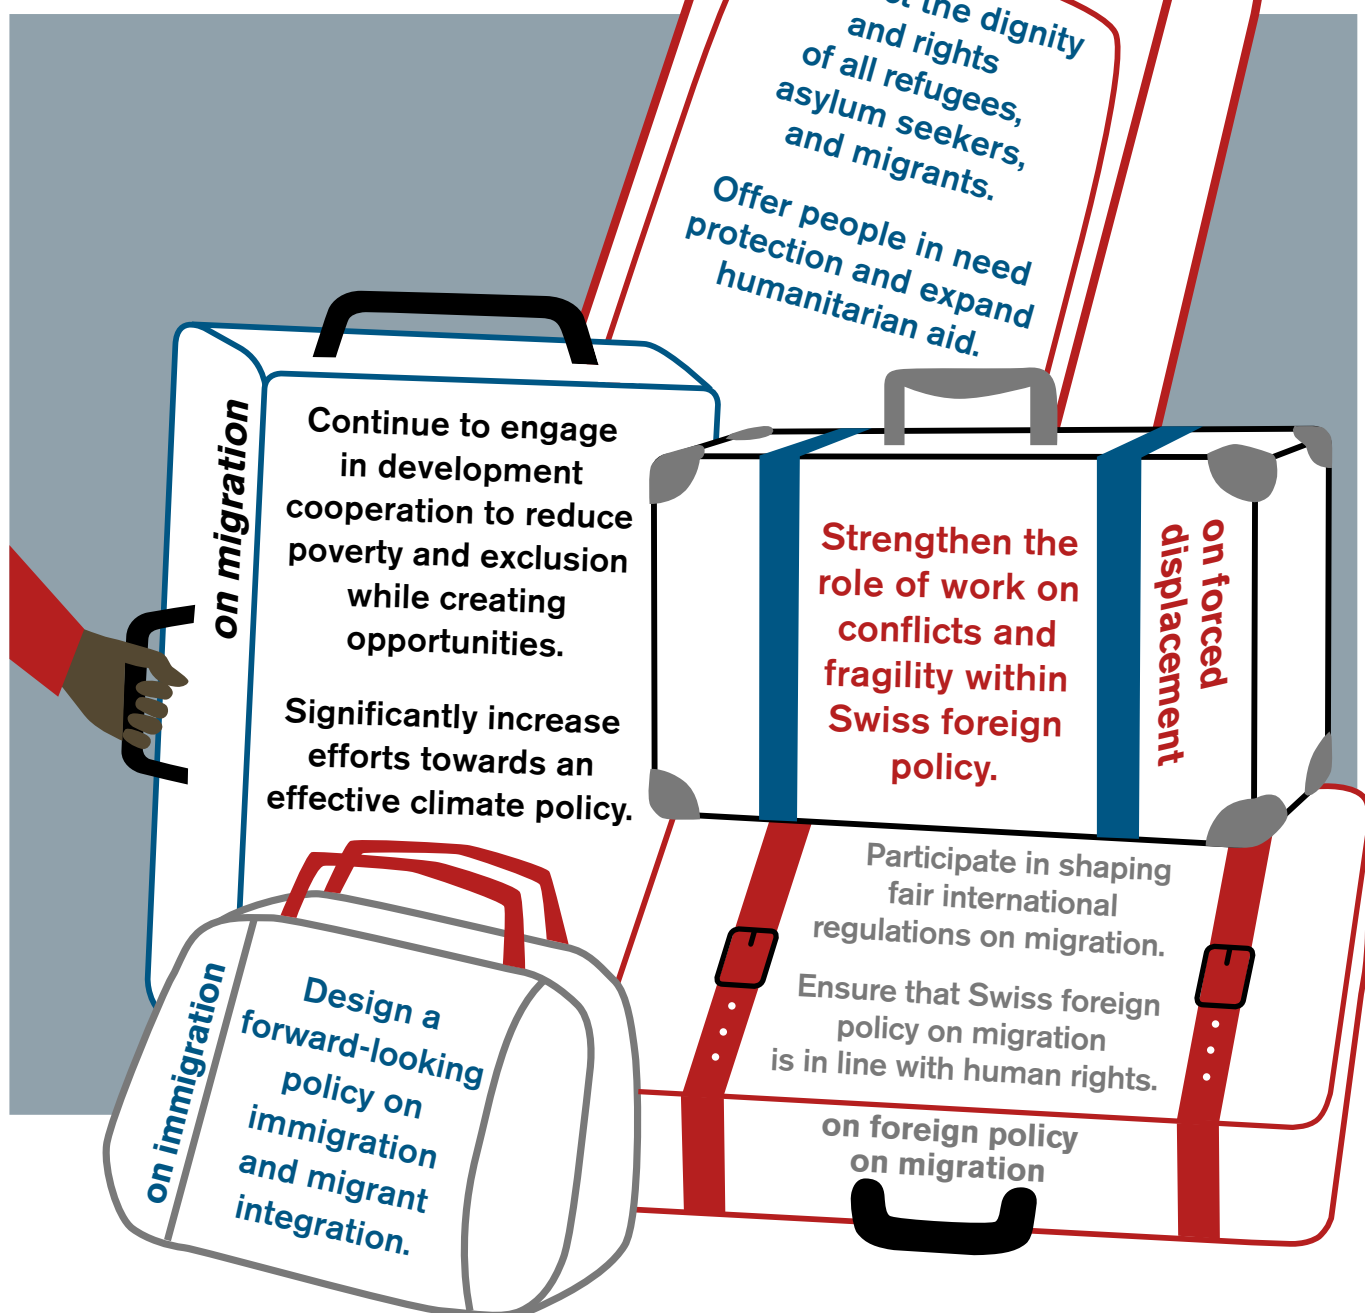 the dignity
and rights
of all refugees,
asylum seekers,
and migrants.
Offer people in need
protection and expand
humanitarian aid.
on migration
Continue to engage
in development
cooperation to reduce
poverty and exclusion
while creating
opportunities.
Significantly increase
efforts towards an
effective climate policy.
Strengthen the
role of work on
conflicts and
fragility within
Swiss foreign
policy.
on forced
displacement
Participate in shaping
fair international
regulations on migration.
Ensure that Swiss foreign
policy on migration
is in line with human rights.
on foreign policy
on migration
on immigration
Design a
forward-looking
policy on
immigration
and migrant
integration.